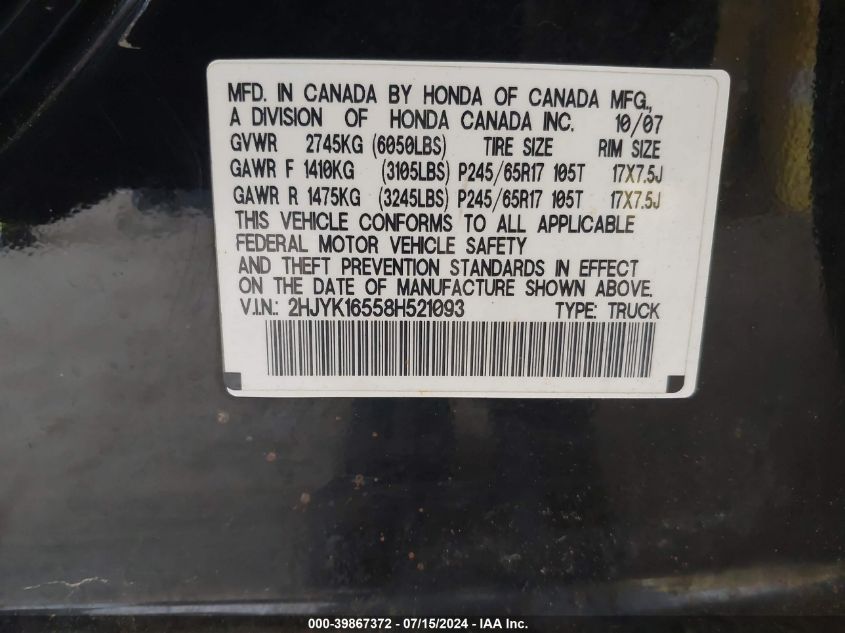 MFD. IN CANADA BY HONDA OF CANADA MFG.,
A DIVISION OF HONDA CANADA INC. 10/07
GVWR 2745KG (6050LBS) TIRE SIZE RIM SIZE
GAWR F 1410KG (3105LBS) P245/65R17 105T 17X7.5J
GAWR R 1475KG (3245LBS) P245/65R17 105T 17X7.5J
THIS VEHICLE CONFORMS TO ALL APPLICABLE
FEDERAL MOTOR VEHICLE SAFETY
AND THEFT PREVENTION STANDARDS IN EFFECT
ON THE DATE OF MANUFACTURE SHOWN ABOVE.
V.I.N.: 2HJYK16558H521093 TYPE: TRUCK
000-39867372 - 07/15/2024 - IAA Inc.